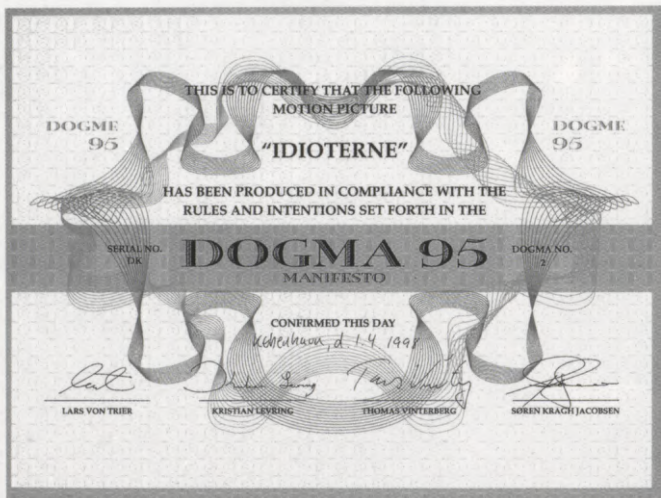 THIS IS TO CERTIFY THAT THE FOLLOWING
MOTION PICTURE
DOGME
95
DOGME
95
"IDIOTERNE"
HAS BEEN PRODUCED IN COMPLIANCE WITH THE
RULES AND INTENTIONS SET FORTH IN THE
SERIAL NO.
DK
DOGMA 95
MANIFESTO
DOGMA NO.
2
CONFIRMED THIS DAY
København, d. 1.4 1998
LARS VON TRIER
KRISTIAN LEVRING
THOMAS VINTERBERG
SØREN KRAGH JACOBSEN